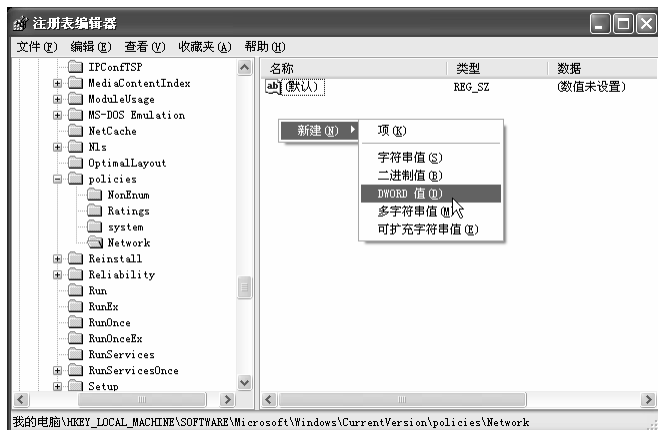 注册表编辑器
文件(F) 编辑(E) 查看(V) 收藏夹(A) 帮助(H)
IPConfTSP
MediaContentIndex
ModuleUsage
MS-DOS Emulation
NetCache
Nls
OptimalLayout
policies
NonEnum
Ratings
system
Network
Reinstall
Reliability
Run
RunEx
RunOnce
RunOnceEx
RunServices
RunServicesOnce
Setup
名称 类型 数据
ab (默认) REG_SZ (数值未设置)
新建(N)
项(K)
字符串值(S)
二进制值(B)
DWORD 值(D)
多字符串值(M)
可扩充字符串值(E)
我的电脑\HKEY_LOCAL_MACHINE\SOFTWARE\Microsoft\Windows\CurrentVersion\policies\Network